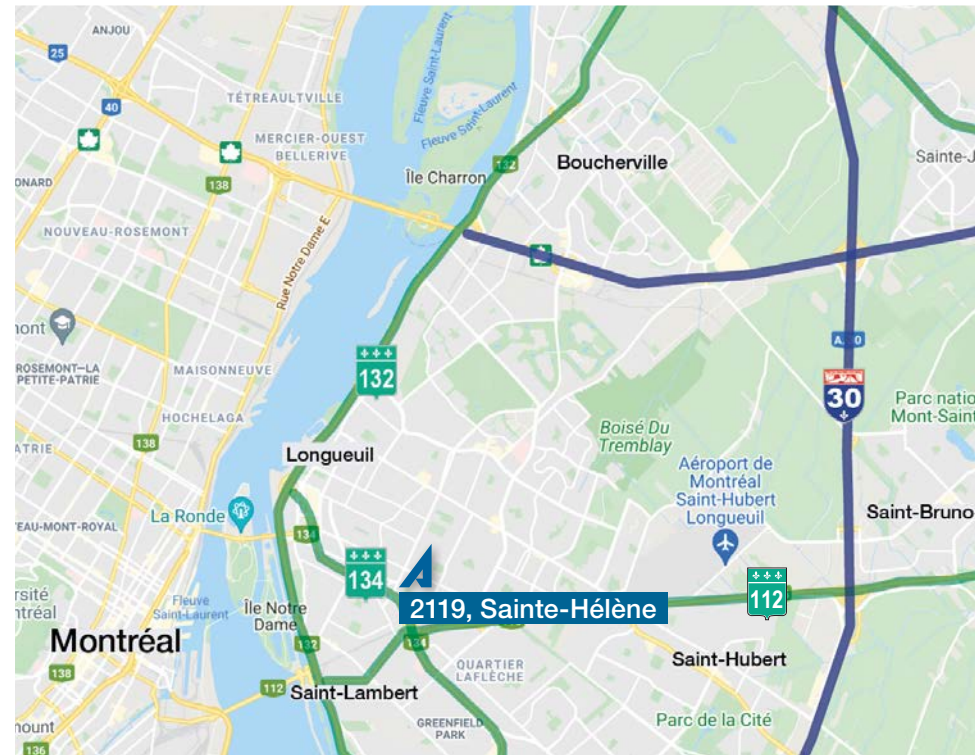 ANJOU
25
TÉTREAULTVILLE
40
MERCIER-OUEST
BELLERIVE
Fleuve Saint-Laurent
Fleuve Saint-Laurent
132
Boucherville
Sainte-J
Île Charron
ONARD
138
NOUVEAU-ROSEMONT
Rue Notre Dame E
mont
ROSEMONT–LA
PETITE-PATRIE
MAISONNEUVE
132
30
Parc natio
Mont-Saint
HOCHELAGA
138
ATRIE
Longueuil
Boisé Du
Tremblay
Aéroport de
Montréal
Saint-Hubert
Longueuil
La Ronde
Saint-Bruno
EAU-MONT-ROYAL
134
134
112
rsité
ntréal
Fleuve
Saint-Laurent
Île Notre
Dame
2119, Sainte-Hélène
Montréal
132
134
QUARTIER
LAFLÈCHE
Saint-Hubert
138
112
Saint-Lambert
GREENFIELD
PARK
Parc de la Cité
mount
136